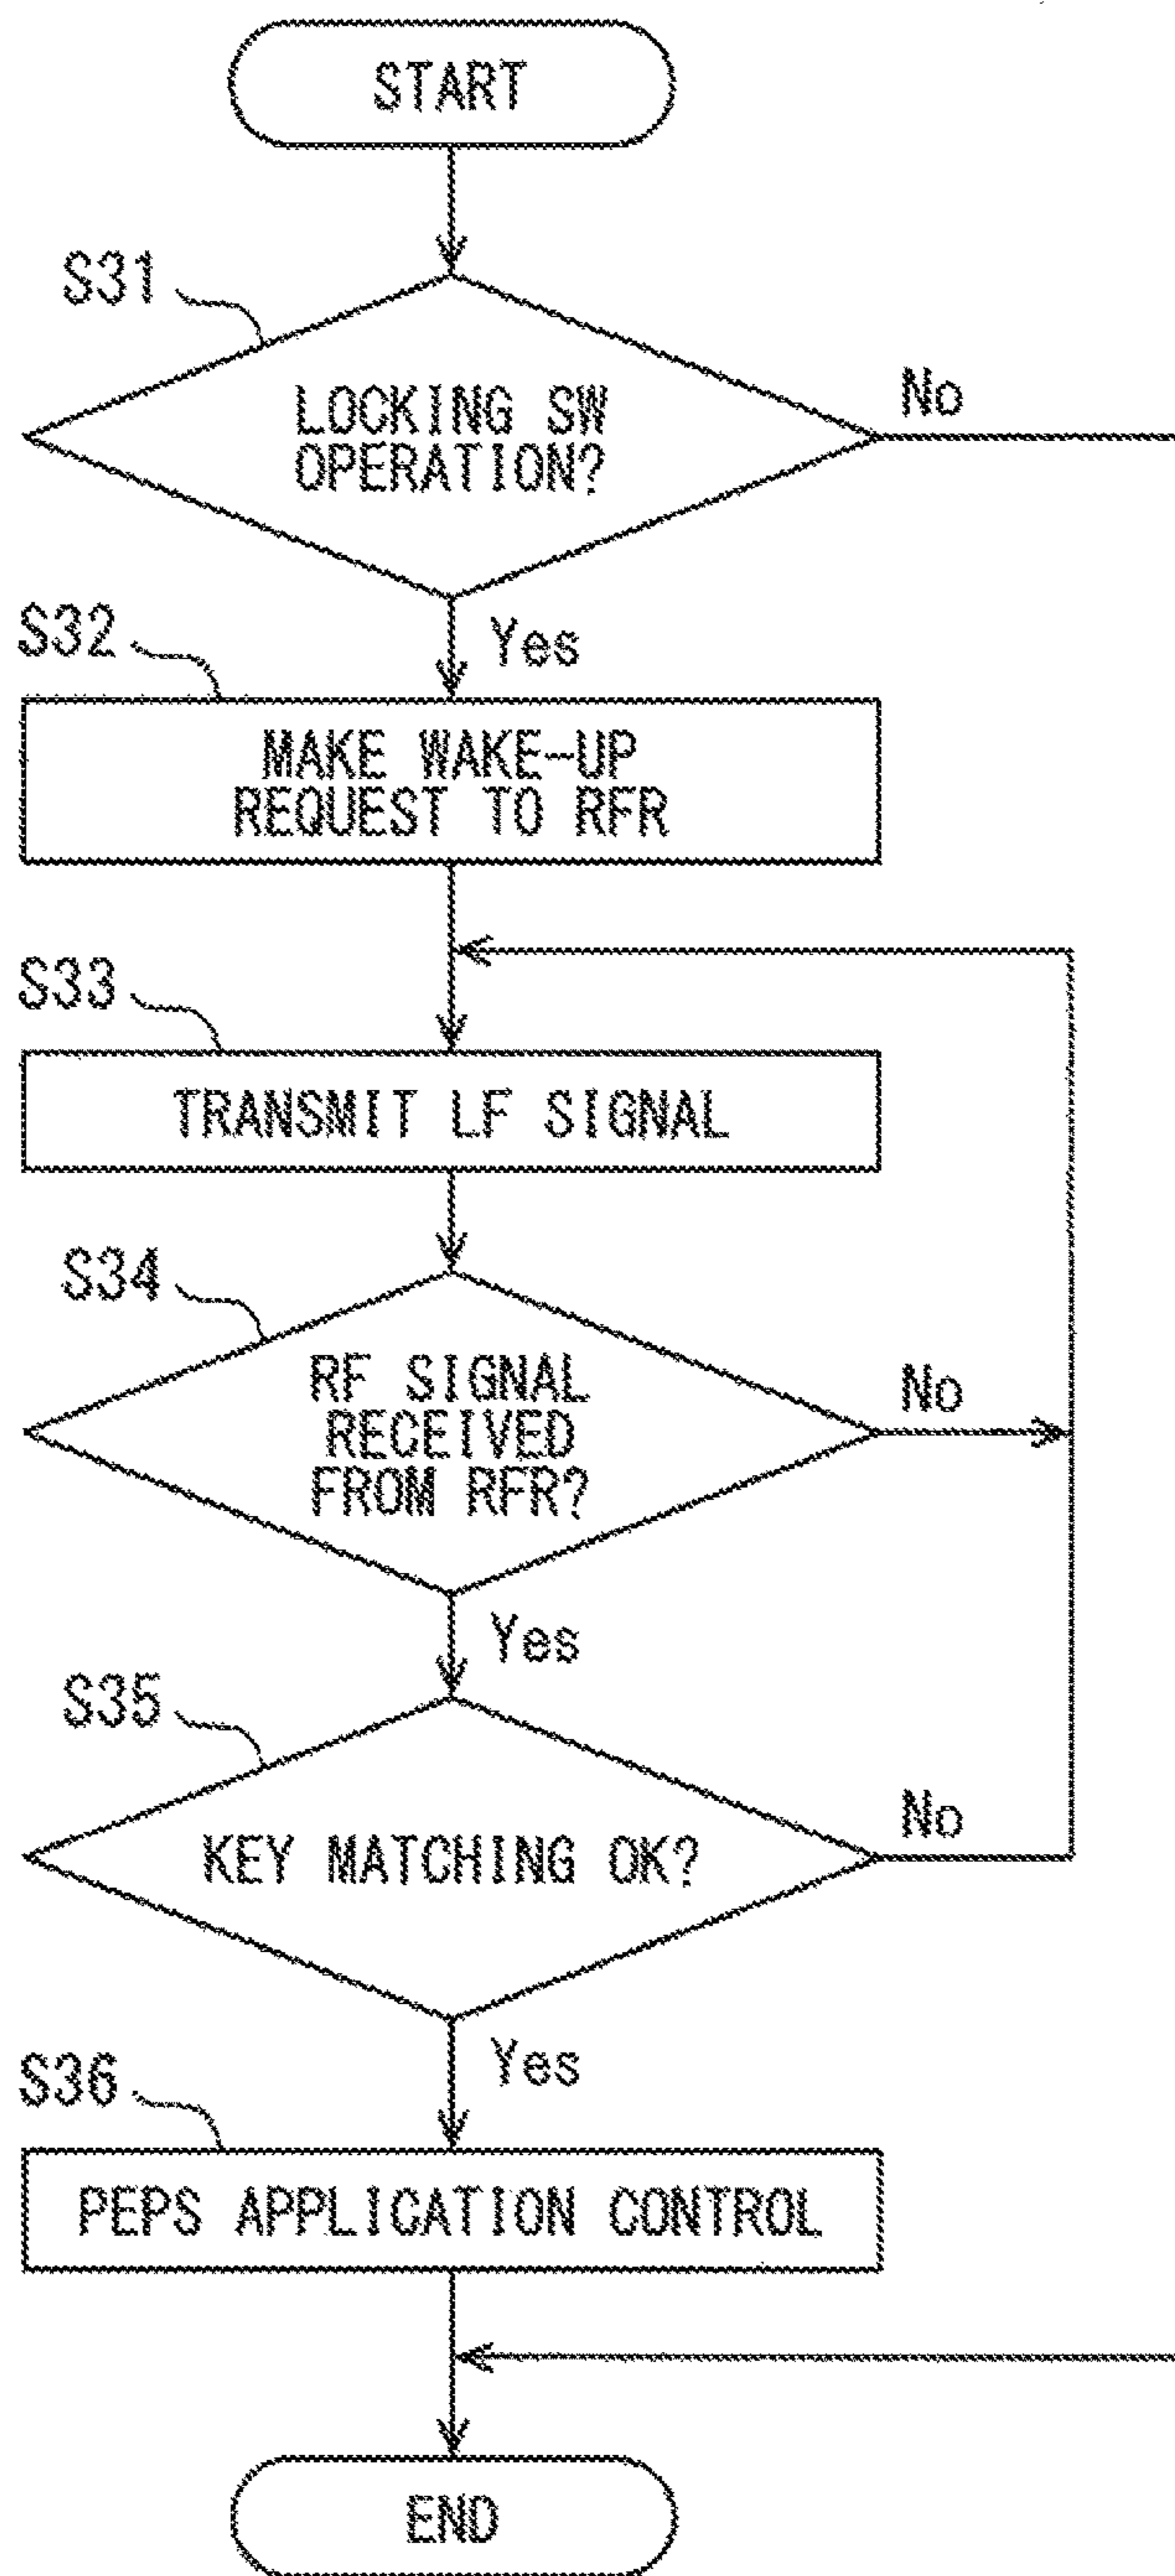 START
S31
LOCKING SW
OPERATION?
No
Yes
S32
MAKE WAKE-UP
REQUEST TO RFR
S33
TRANSMIT LF SIGNAL
S34
RF SIGNAL
RECEIVED
FROM RFR?
No
Yes
S35
KEY MATCHING OK?
No
Yes
S36
PEPS APPLICATION CONTROL
END